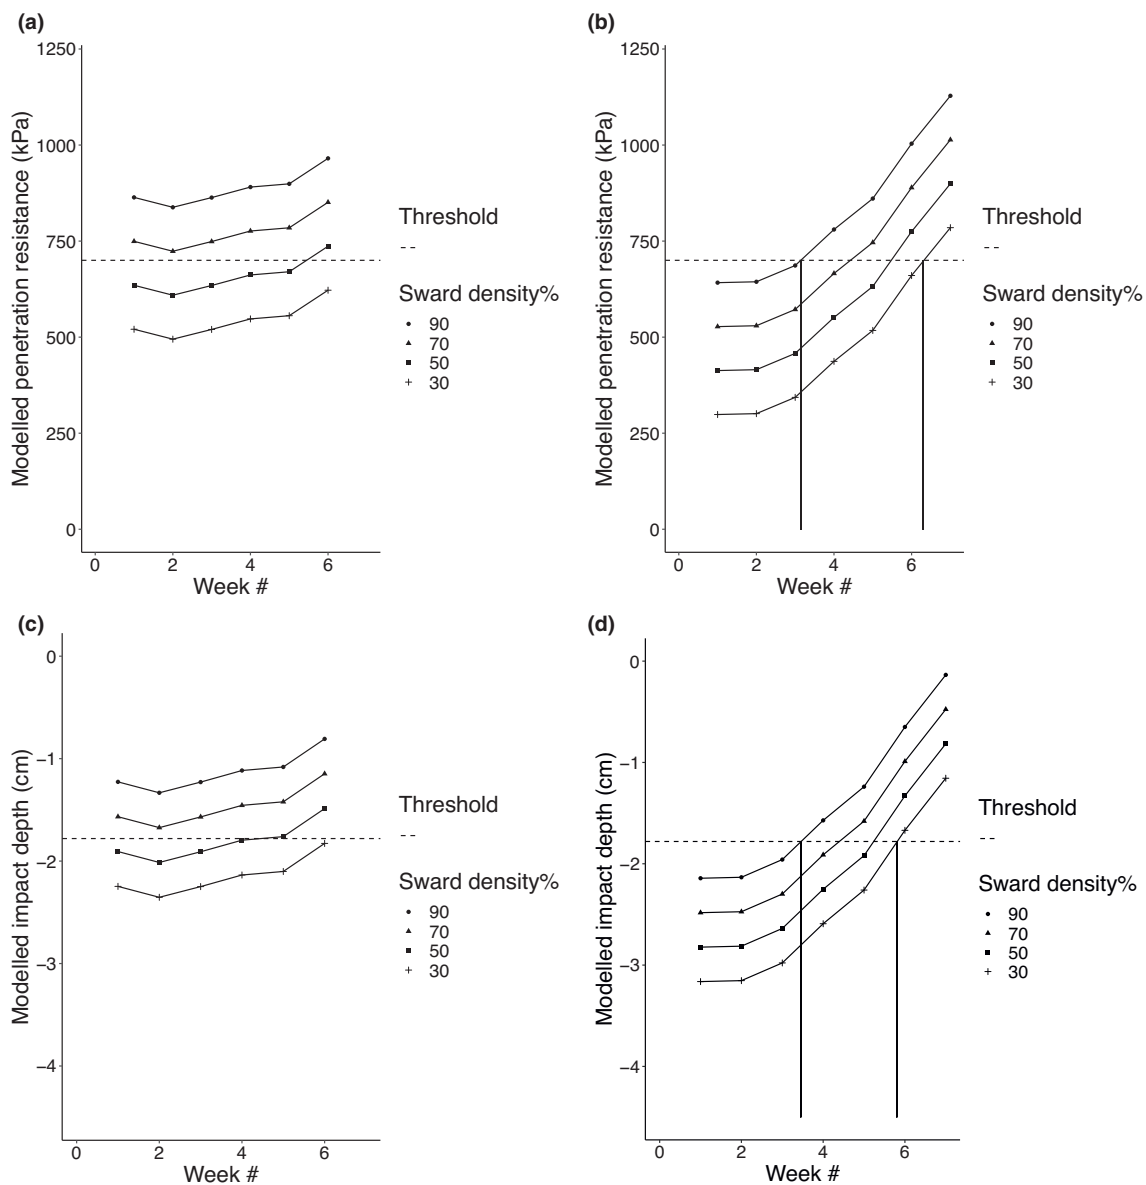 (a)
1250
1000
750
500
250
0
Modelled penetration resistance (kPa)
0 2 4 6
Week #
Threshold
--
Sward density%
90
70
50
30
(b)
1250
1000
750
500
250
0
Modelled penetration resistance (kPa)
0 2 4 6
Week #
Threshold
--
Sward density%
90
70
50
30
(c)
0
−1
−2
−3
−4
Modelled impact depth (cm)
0 2 4 6
Week #
Threshold
--
Sward density%
90
70
50
30
(d)
0
−1
−2
−3
−4
Modelled impact depth (cm)
0 2 4 6
Week #
Threshold
--
Sward density%
90
70
50
30